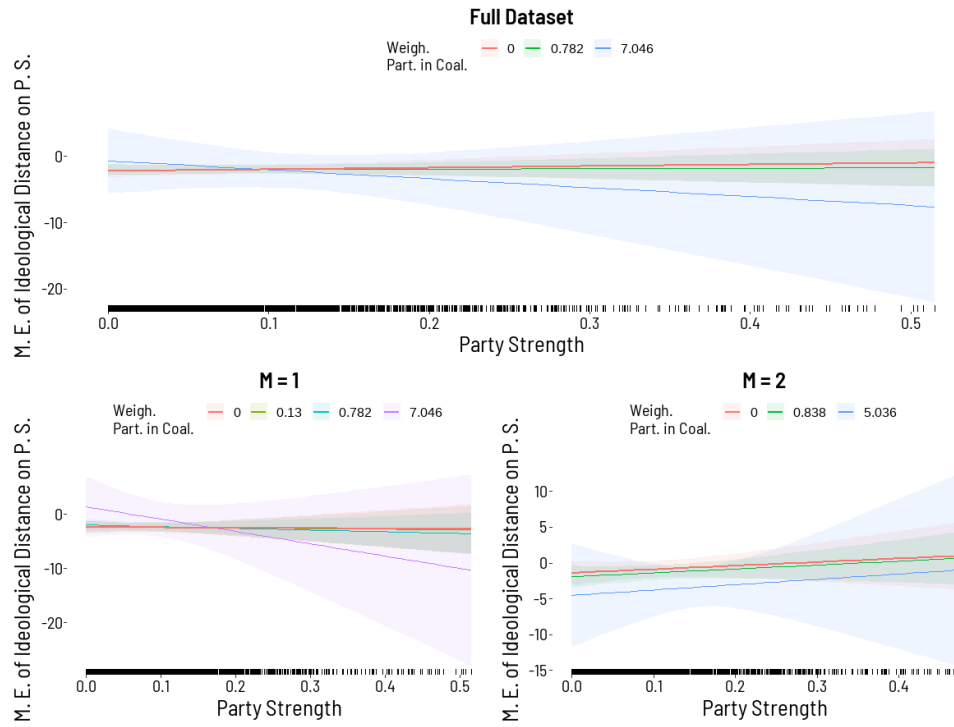 Full Dataset
Weigh.
Part. in Coal.
0
0.782
7.046
M. E. of Ideological Distance on P. S.
0
-10
-20
0.0
0.1
0.2
0.3
0.4
0.5
Party Strength
M = 1
Weigh.
Part. in Coal.
0
0.13
0.782
7.046
M. E. of Ideological Distance on P. S.
0
-10
-20
0.0
0.1
0.2
0.3
0.4
0.5
Party Strength
M = 2
Weigh.
Part. in Coal.
0
0.838
5.036
M. E. of Ideological Distance on P. S.
10
5
0
-5
-10
-15
0.0
0.1
0.2
0.3
0.4
Party Strength